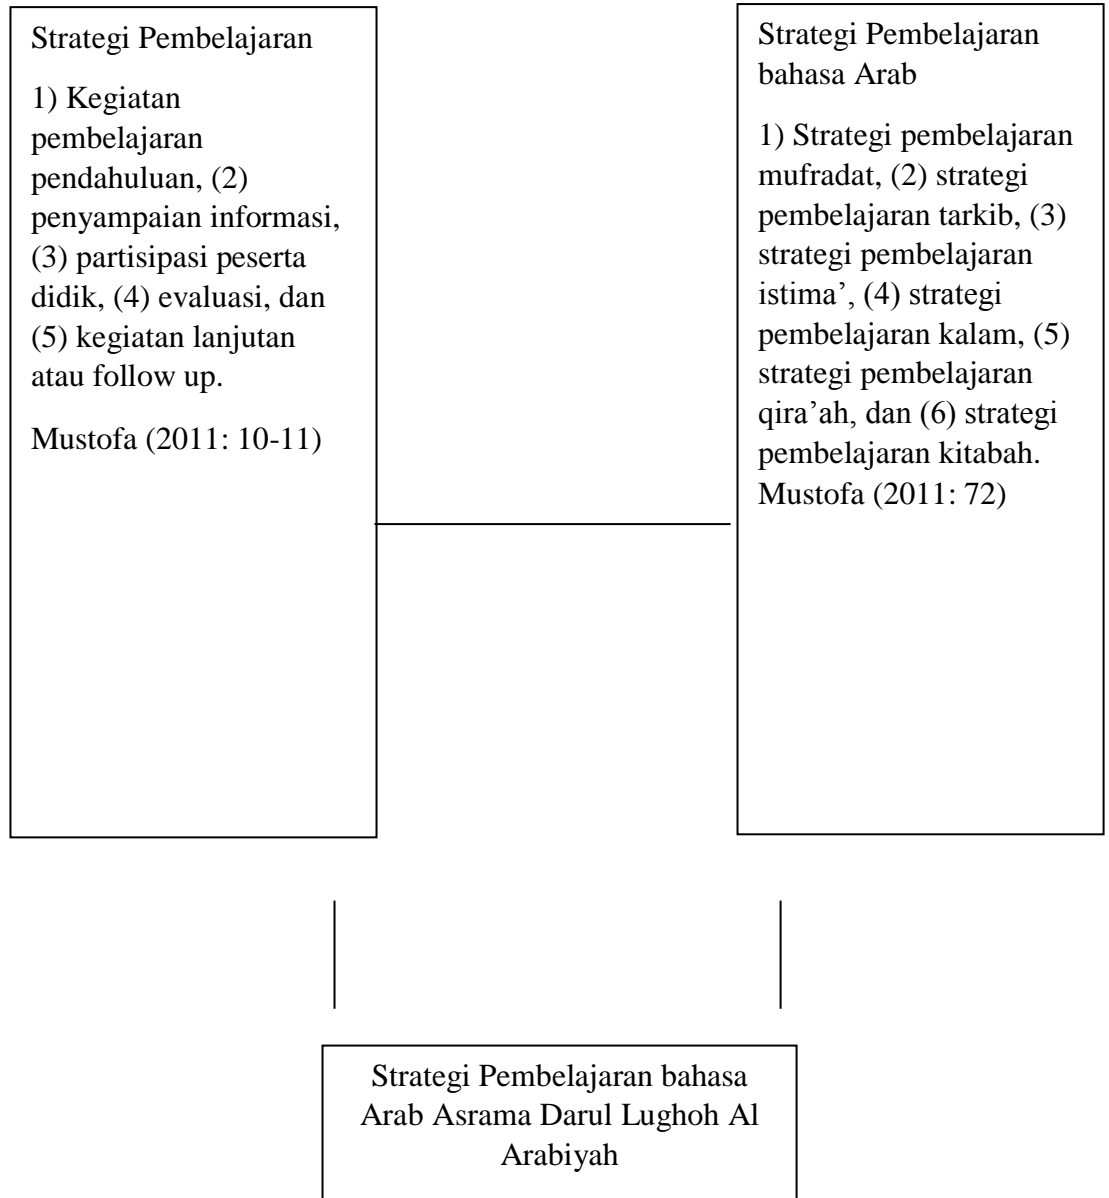 Strategi Pembelajaran
1) Kegiatan
pembelajaran
pendahuluan, (2)
penyampaian informasi,
(3) partisipasi peserta
didik, (4) evaluasi, dan
(5) kegiatan lanjutan
atau follow up.
Mustofa (2011: 10-11)
Strategi Pembelajaran
bahasa Arab
1) Strategi pembelajaran
mufradat, (2) strategi
pembelajaran tarkib, (3)
strategi pembelajaran
istima’, (4) strategi
pembelajaran kalam, (5)
strategi pembelajaran
qira’ah, dan (6) strategi
pembelajaran kitabah.
Mustofa (2011: 72)
Strategi Pembelajaran bahasa
Arab Asrama Darul Lughoh Al
Arabiyah